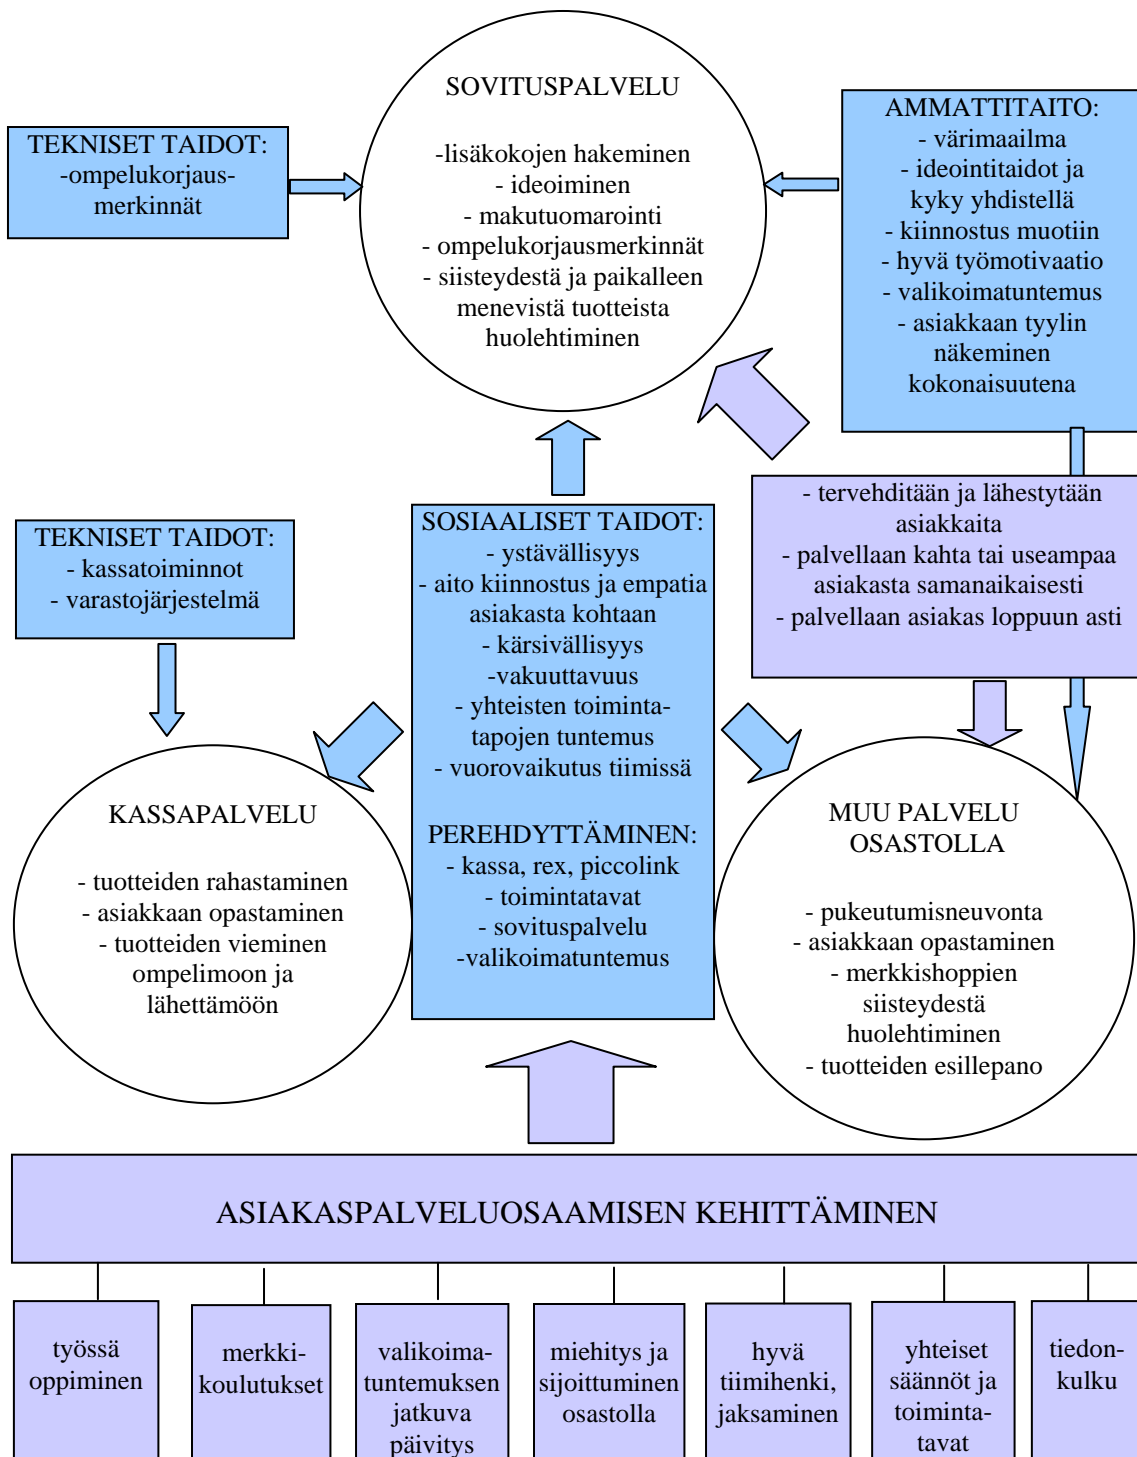 SOVITUSPALVELU
-lisäkokojen hakeminen
- ideoiminen
- makutuomarointi
- ompelukorjausmerkinnät
- siisteydestä ja paikalleen
menevistä tuotteista
huolehtiminen
TEKNISET TAIDOT:
-ompelukorjaus-
merkinnät
AMMATTITAITO:
- värimaailma
- ideointitaidot ja
kyky yhdistellä
- kiinnostus muotiin
- hyvä työmotivaatio
- valikoimatuntemus
- asiakkaan tyylin
näkeminen
kokonaisuutena
- tervehditään ja lähestytään
asiakkaita
- palvellaan kahta tai useampaa
asiakasta samanaikaisesti
- palvellaan asiakas loppuun asti
TEKNISET TAIDOT:
- kassatoiminnot
- varastojärjestelmä
SOSIAALISET TAIDOT:
- ystävällisyys
- aito kiinnostus ja empatia
asiakasta kohtaan
- kärsivällisyys
-vakuuttavuus
- yhteisten toiminta-
tapojen tuntemus
- vuorovaikutus tiimissä
PEREHDYTTÄMINEN:
- kassa, rex, piccolink
- toimintatavat
- sovituspalvelu
-valikoimatuntemus
KASSAPALVELU
- tuotteiden rahastaminen
- asiakkaan opastaminen
- tuotteiden vieminen
ompelimoon ja
lähettämöön
MUU PALVELU
OSASTOLLA
- pukeutumisneuvonta
- asiakkaan opastaminen
- merkkishoppien
siisteydestä
huolehtiminen
- tuotteiden esillepano
ASIAKASPALVELUOSAAMISEN KEHITTÄMINEN
työssä
oppiminen
merkki-
koulutukset
valikoima-
tuntemuksen
jatkuva
päivitys
miehitys ja
sijoittuminen
osastolla
hyvä
tiimihenki,
jaksaminen
yhteiset
säännöt ja
toiminta-
tavat
tiedon-
kulku